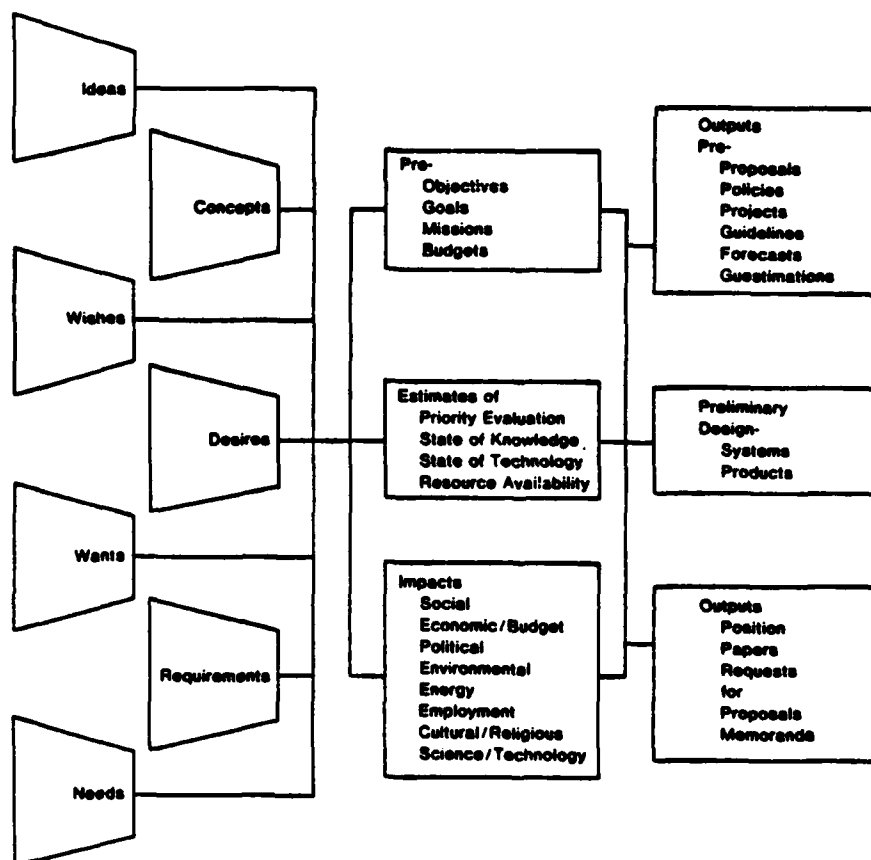 Ideas
Concepts
Wishes
Desires
Wants
Requirements
Needs
Pre-
Objectives
Goals
Missions
Budgets
Estimates of
Priority Evaluation
State of Knowledge
State of Technology
Resource Availability
Impacts
Social
Economic/Budget
Political
Environmental
Energy
Employment
Cultural/Religious
Science/Technology
Outputs
Pre-
Proposals
Policies
Projects
Guidelines
Forecasts
Guestimations
Preliminary
Design-
Systems
Products
Outputs
Position
Papers
Requests
for
Proposals
Memoranda